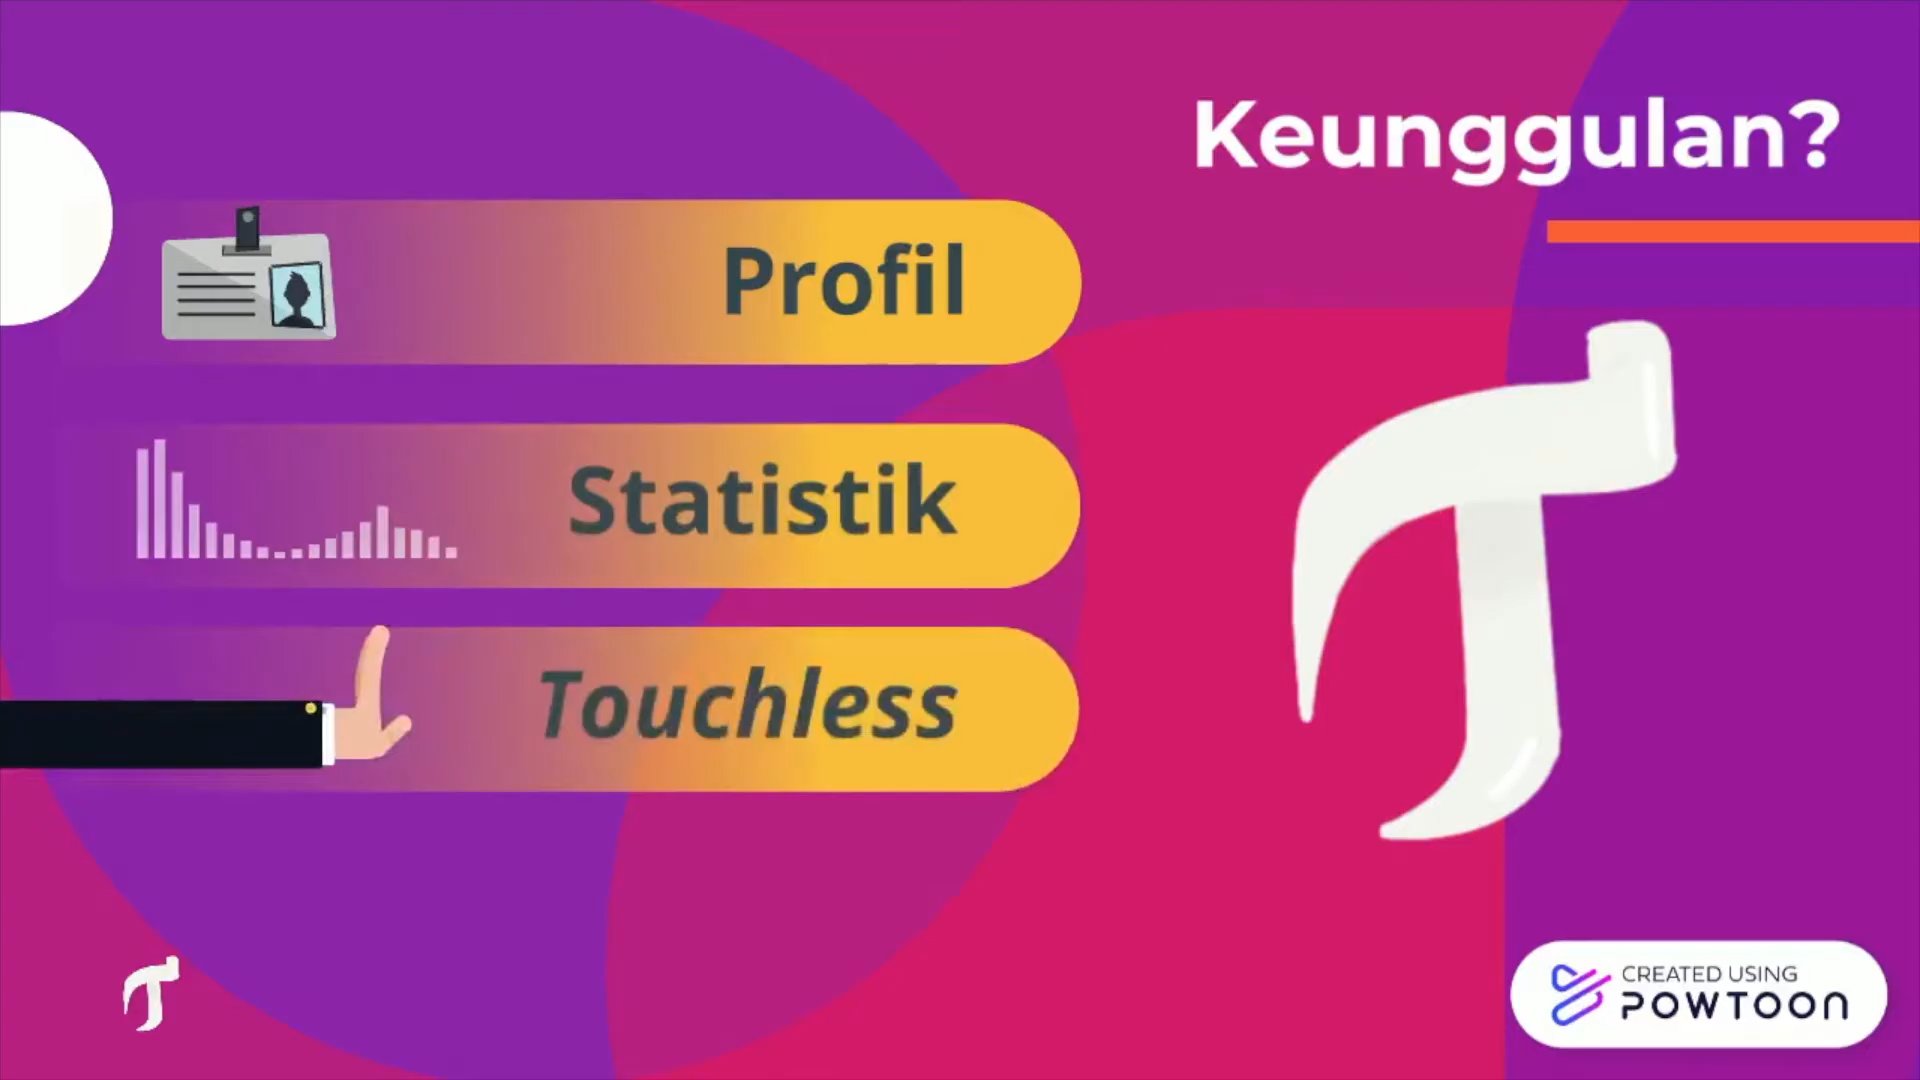 Keunggulan?
Profil
Statistik
Touchless
CREATED USING
POWTOON